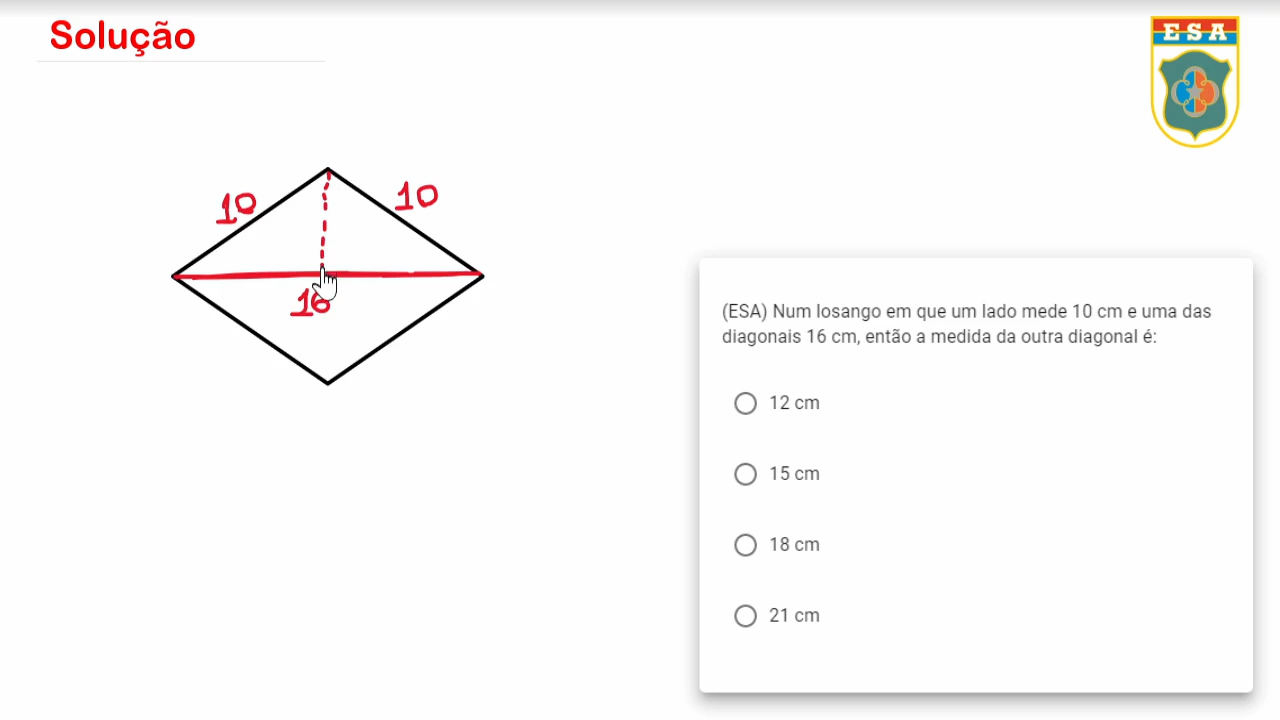 Solução
ESA
10
10
16
(ESA) Num losango em que um lado mede 10 cm e uma das
diagonais 16 cm, então a medida da outra diagonal é:
12 cm
15 cm
18 cm
21 cm